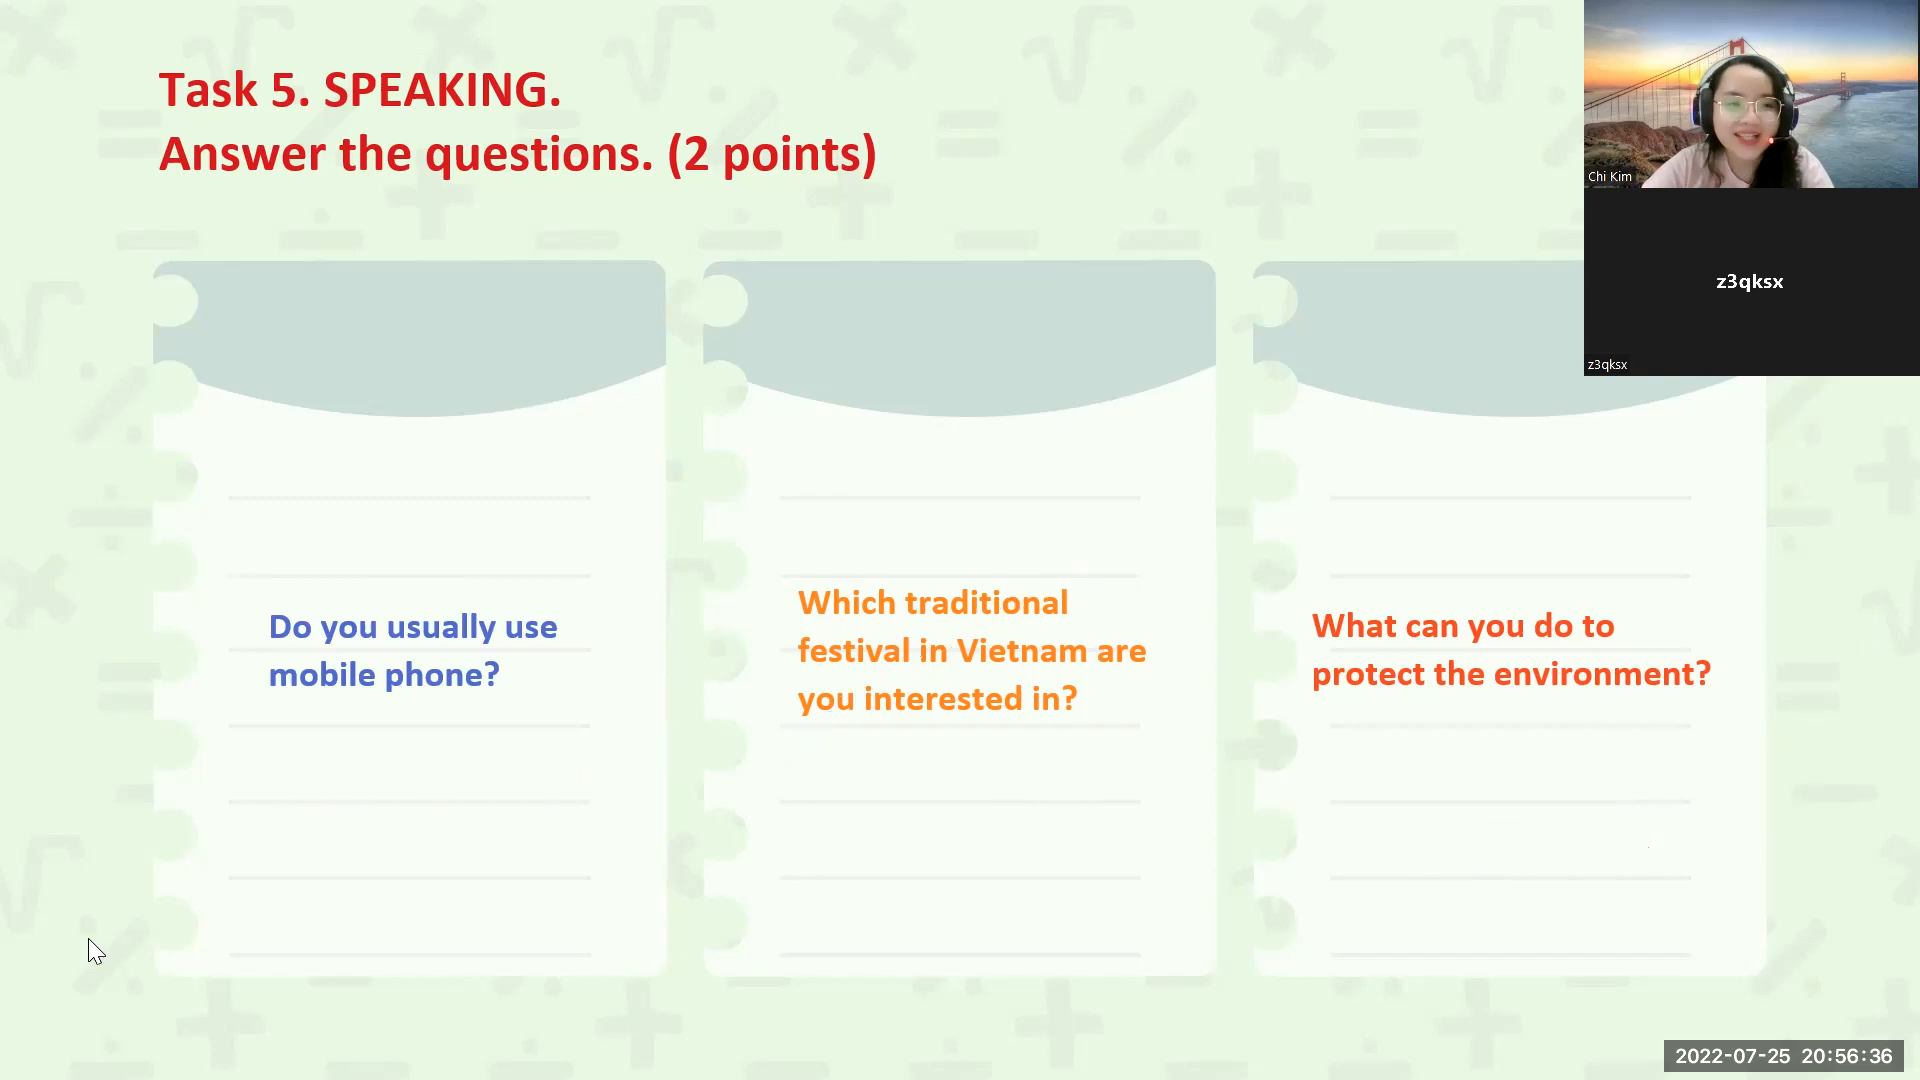 Task 5. SPEAKING.
Answer the questions. (2 points)
Do you usually use
mobile phone?
Which traditional
festival in Vietnam are
you interested in?
What can you do to
protect the environment?
Chi Kim
z3qksx
z3qksx
2022-07-25 20:56:36